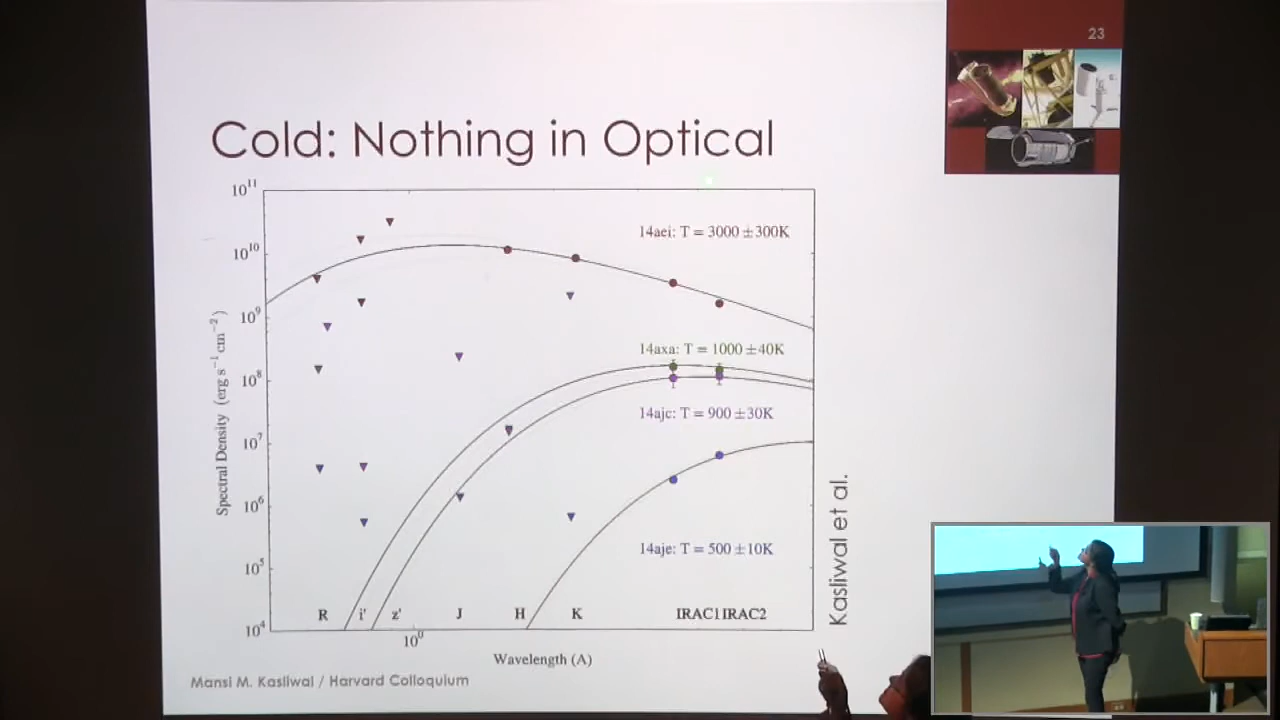 23
Cold: Nothing in Optical
10¹¹
14aei: T = 3000 ±300K
10¹⁰
10⁹
14axa: T = 1000 ±40K
10⁸
14ajc: T = 900 ±30K
10⁷
10⁶
14aje: T = 500 ±10K
10⁵
10⁴
R i' z' J H K IRAC1 IRAC2
10⁰
Spectral Density (erg s⁻¹ cm⁻²)
Wavelength (A)
Kasliwal et al.
Mansi M. Kasliwal / Harvard Colloquium